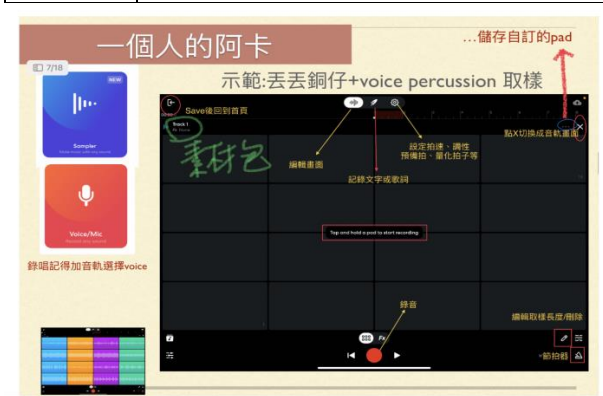 一個人的阿卡
…儲存自訂的pad
7/18
示範:丟丟銅仔+voice percussion 取樣
NEW
Sampler
Voice/Mic
錄唱記得加音軌選擇voice
Save後回到首頁
Track 1
素材包
編輯畫面
記錄文字或歌詞
設定拍速、調性
預備拍、量化拍子等
點X切換成音軌畫面
Tap and hold a pad to start recording
錄音
編輯取樣長度/刪除
Fx
節拍器